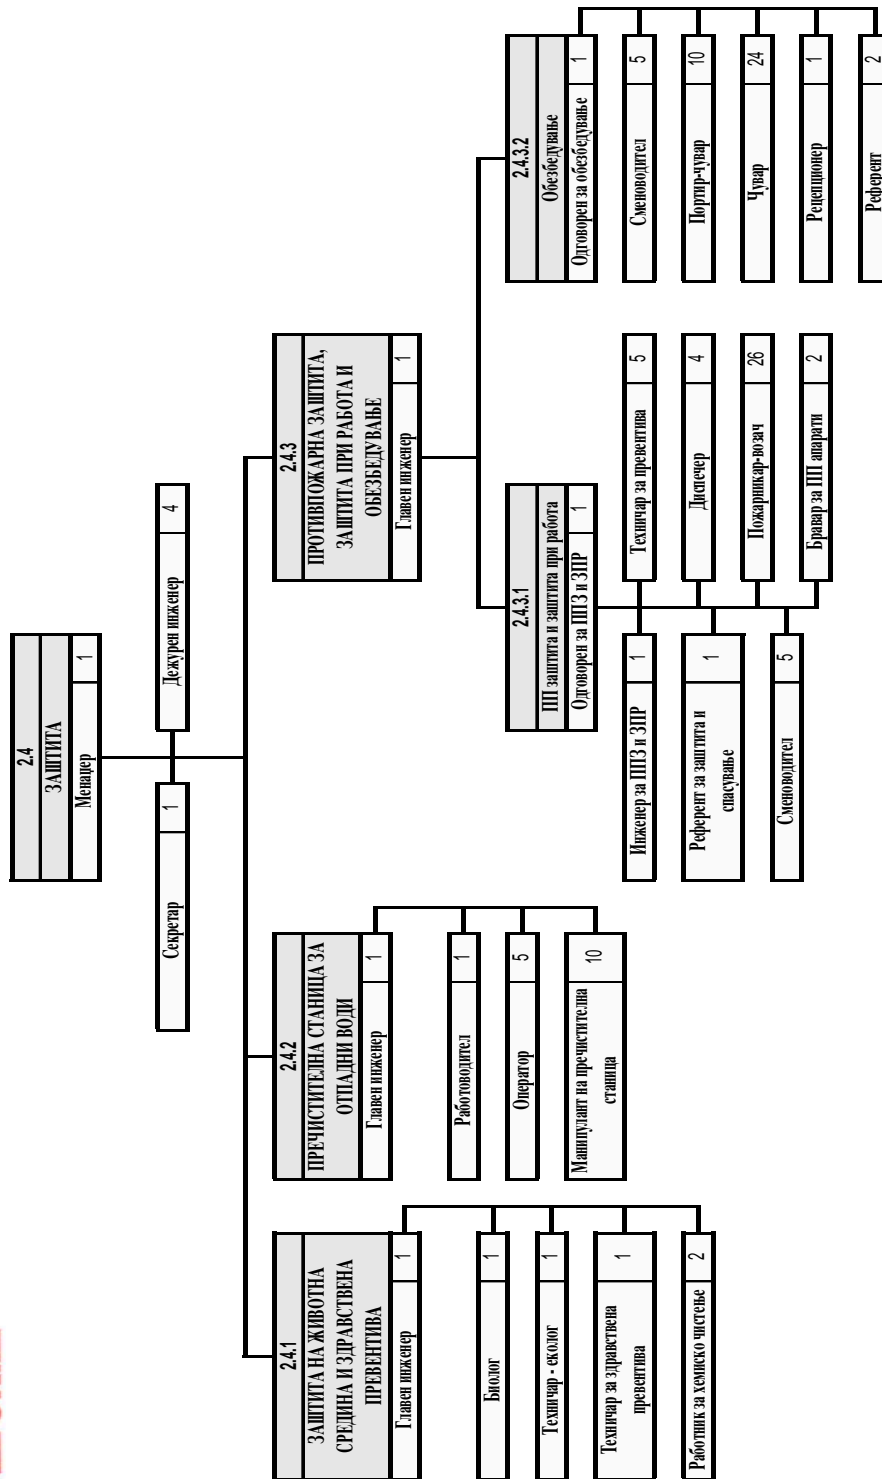 2.4
ЗАШТИТА
Менаџер 1
Секретар 1
Дежурен инженер 4
2.4.1
ЗАШТИТА НА ЖИВОТНА
СРЕДИНА И ЗДРАВСТВЕНА
ПРЕВЕНТИВА
Главен инженер 1
Биолог 1
Техничар - еколог 1
Техничар за здравствена
превентива 1
Работник за хемиско чистење 2
2.4.2
ПРЕЧИСТИТЕЛНА СТАНИЦА ЗА
ОТПАДНИ ВОДИ
Главен инженер 1
Работоводител 1
Оператор 5
Манипулант на пречистителна
станица 10
2.4.3
ПРОТИВПОЖАРНА ЗАШТИТА,
ЗАШТИТА ПРИ РАБОТА И
ОБЕЗБЕДУВАЊЕ
Главен инженер 1
2.4.3.1
ПП заштита и заштита при работа
Одговорен за ППЗ и ЗПР 1
Инженер за ППЗ и ЗПР 1
Референт за заштита и
спасување 1
Сменоводител 5
Техничар за превентива 5
Диспечер 4
Пожарникар-возач 26
Бравар за ПП апарати 2
2.4.3.2
Обезбедување
Одговорен за обезбедување 1
Сменоводител 5
Портир-чувар 10
Чувар 24
Рецепционер 1
Референт 2